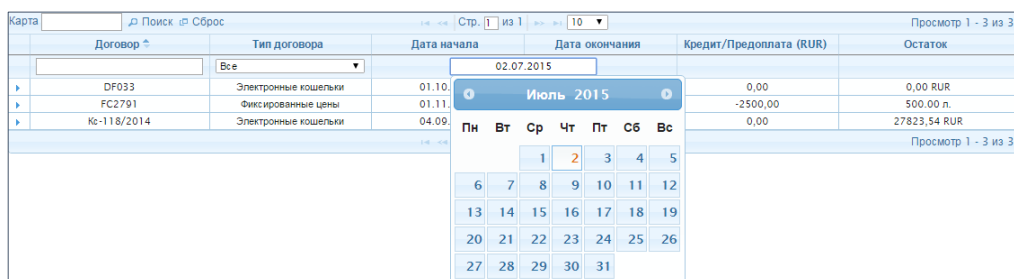 Карта Поиск Сброс Стр. 1 из 1 10 Просмотр 1 - 3 из 3
Договор Тип договора Дата начала Дата окончания Кредит/Предоплата (RUR) Остаток
Все 02.07.2015
DF033 Электронные кошельки 01.10. 0,00 0,00 RUR
FC2791 Фиксированные цены 01.11. -2500,00 500.00 л.
Кс-118/2014 Электронные кошельки 04.09. 0,00 27823,54 RUR
Просмотр 1 - 3 из 3
Июль 2015
Пн Вт Ср Чт Пт Сб Вс
1 2 3 4 5
6 7 8 9 10 11 12
13 14 15 16 17 18 19
20 21 22 23 24 25 26
27 28 29 30 31